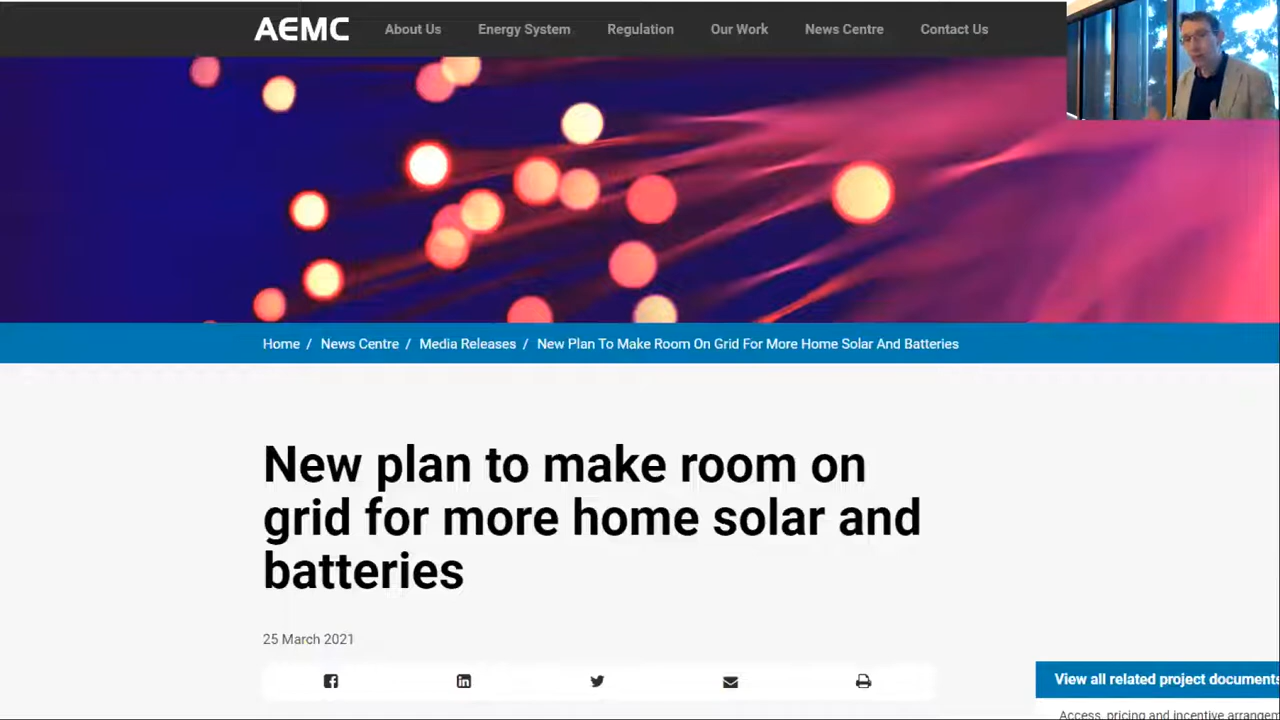 AEMC
About Us Energy System Regulation Our Work News Centre Contact Us
Home / News Centre / Media Releases / New Plan To Make Room On Grid For More Home Solar And Batteries
New plan to make room on
grid for more home solar and
batteries
25 March 2021
View all related project documents
Access, pricing and incentive arrangem